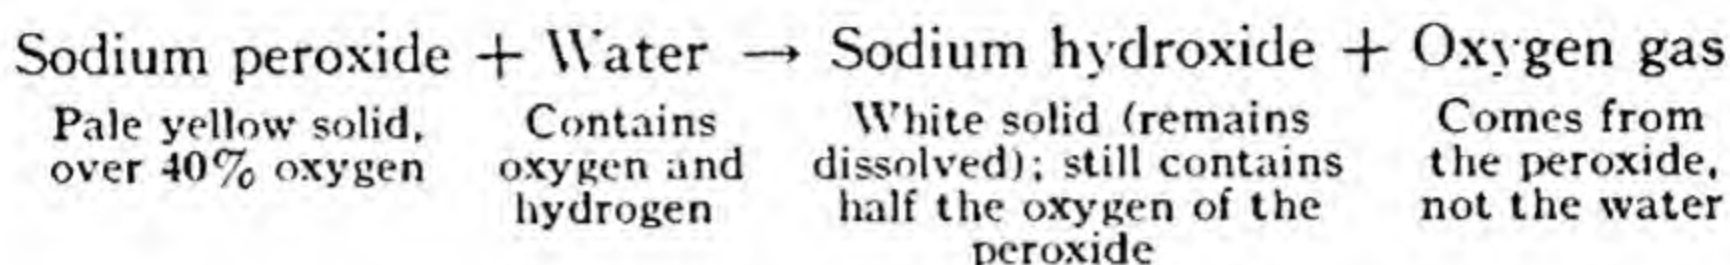 Sodium peroxide + Water → Sodium hydroxide + Oxygen gas
Pale yellow solid, Contains White solid (remains Comes from
over 40% oxygen oxygen and dissolved); still contains the peroxide,
hydrogen half the oxygen of the not the water
peroxide